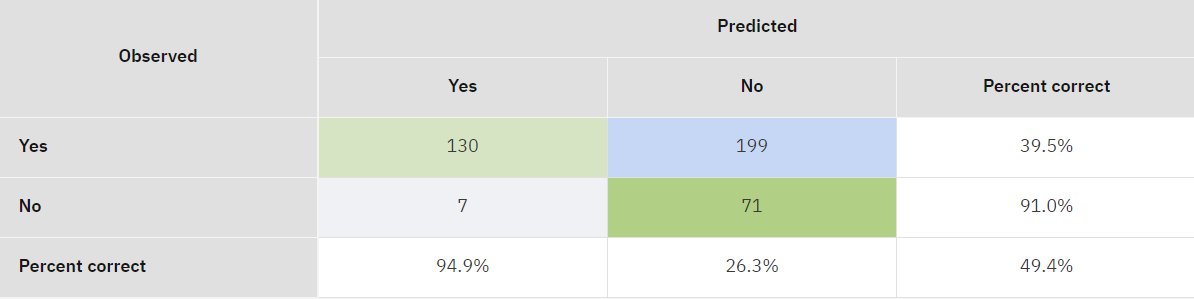 Observed
Predicted
Yes No Percent correct
Yes 130 199 39.5%
No 7 71 91.0%
Percent correct 94.9% 26.3% 49.4%